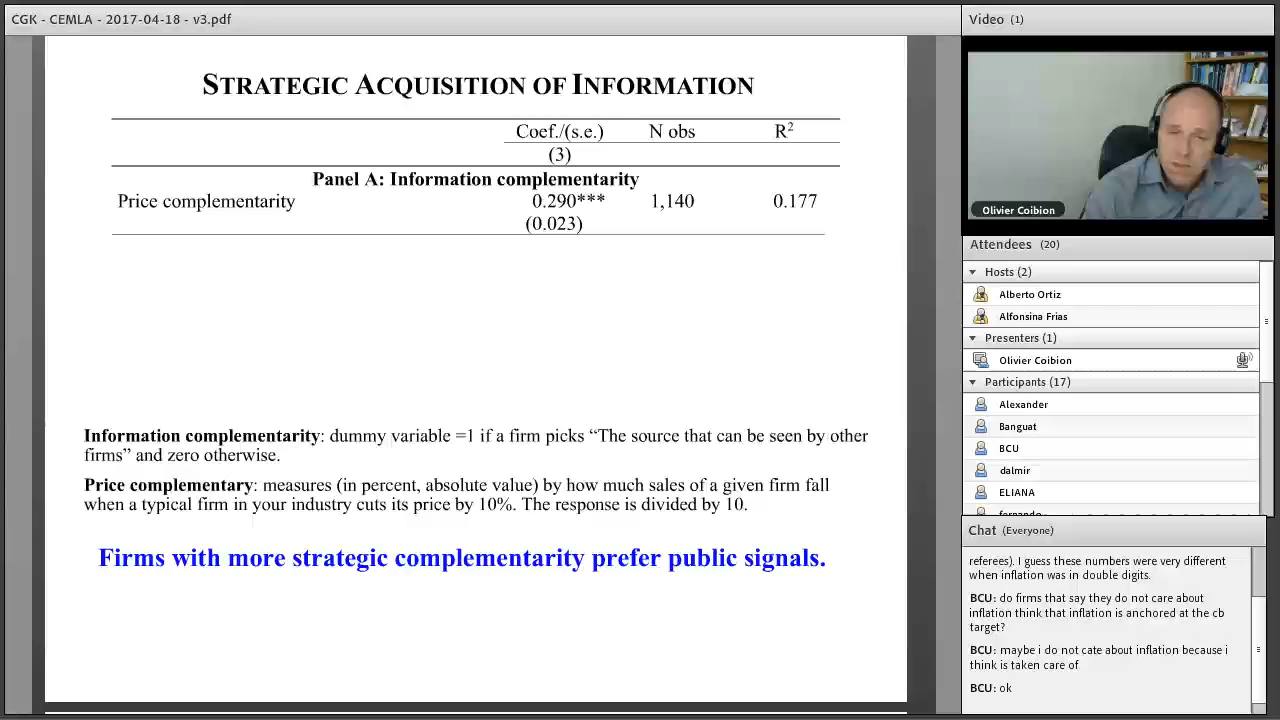 CGK - CEMLA - 2017-04-18 - v3.pdf
STRATEGIC ACQUISITION OF INFORMATION
Coef./(s.e.) N obs R2
(3)
Panel A: Information complementarity
Price complementarity 0.290*** 1,140 0.177
(0.023)
Information complementarity: dummy variable =1 if a firm picks “The source that can be seen by other
firms” and zero otherwise.
Price complementary: measures (in percent, absolute value) by how much sales of a given firm fall
when a typical firm in your industry cuts its price by 10%. The response is divided by 10.
Firms with more strategic complementarity prefer public signals.
Video (1)
Olivier Coibion
Attendees (20)
Hosts (2)
Alberto Ortiz
Alfonsina Frias
Presenters (1)
Olivier Coibion
Participants (17)
Alexander
Banguat
BCU
dalmir
ELIANA
fernando
Chat (Everyone)
referees). I guess these numbers were very different
when inflation was in double digits.
BCU: do firms that say they do not care about
inflation think that inflation is anchored at the cb
target?
BCU: maybe i do not cate about inflation because i
think is taken care of
BCU: ok